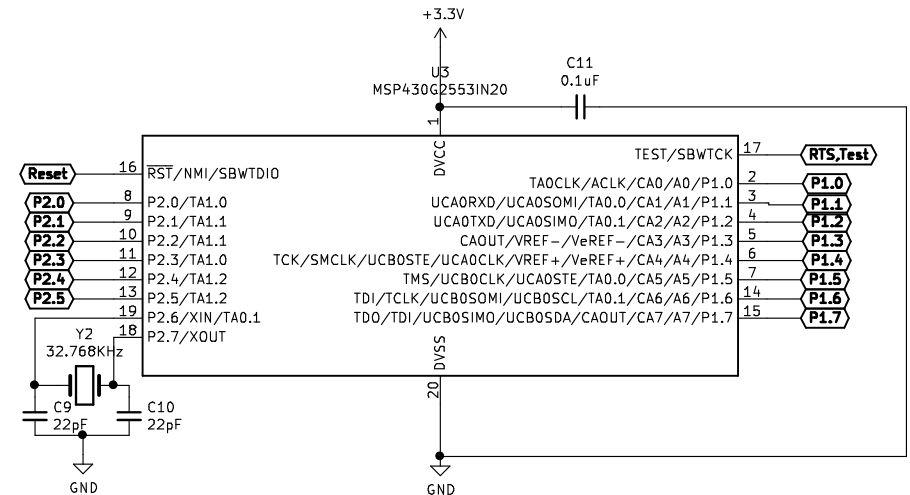 +3.3V
U3
MSP430G2553IN20
C11
0.1uF
1
DVCC
Reset 16 RST/NMI/SBWTDIO
TEST/SBWTCK 17 RTS,Test
P2.0 8 P2.0/TA1.0
TA0CLK/ACLK/CA0/A0/P1.0 2 P1.0
P2.1 9 P2.1/TA1.1
UCA0RXD/UCA0SOMI/TA0.0/CA1/A1/P1.1 3 P1.1
P2.2 10 P2.2/TA1.1
UCA0TXD/UCA0SIMO/TA0.1/CA2/A2/P1.2 4 P1.2
P2.3 11 P2.3/TA1.0
CAOUT/VREF-/VeREF-/CA3/A3/P1.3 5 P1.3
P2.4 12 P2.4/TA1.2
TCK/SMCLK/UCB0STE/UCA0CLK/VREF+/VeREF+/CA4/A4/P1.4 6 P1.4
P2.5 13 P2.5/TA1.2
TMS/UCB0CLK/UCA0STE/TA0.0/CA5/A5/P1.5 7 P1.5
19 P2.6/XIN/TA0.1
TDI/TCLK/UCB0SOMI/UCB0SCL/TA0.1/CA6/A6/P1.6 14 P1.6
18 P2.7/XOUT
TDO/TDI/UCB0SIMO/UCB0SDA/CAOUT/CA7/A7/P1.7 15 P1.7
Y2
32.768KHz
DVSS
20
C9
22pF
C10
22pF
GND
GND